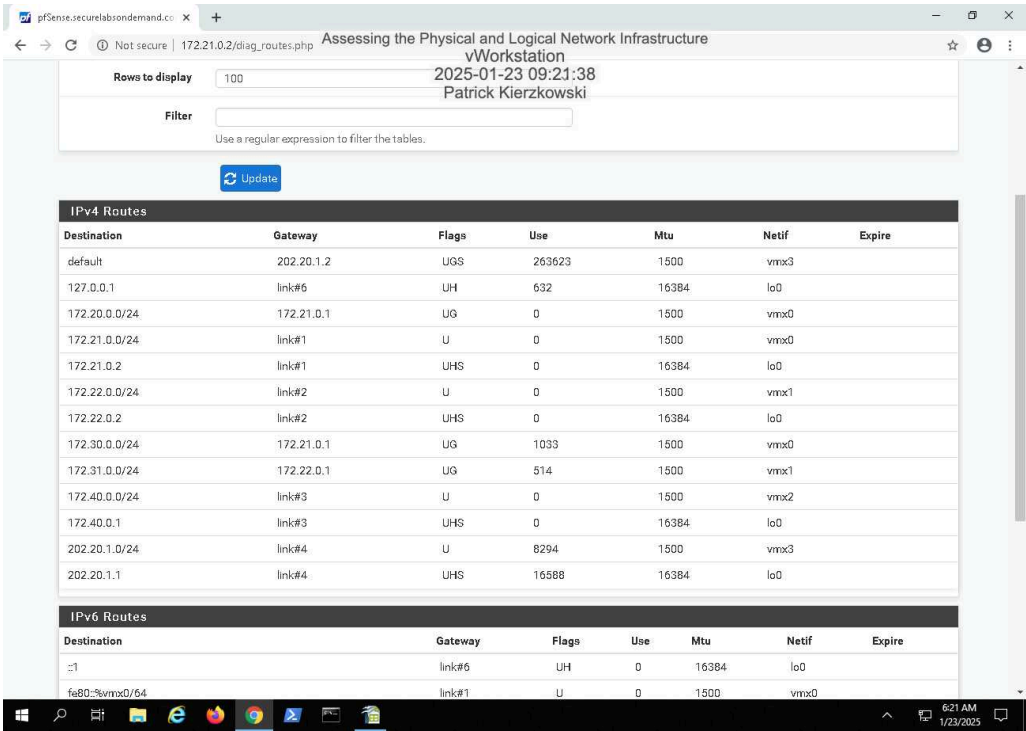 pfSense.securelabsondemand.co
Not secure | 172.21.0.2/diag_routes.php
Assessing the Physical and Logical Network Infrastructure
vWorkstation
2025-01-23 09:21:38
Patrick Kierzkowski
Rows to display 100
Filter
Use a regular expression to filter the tables.
Update
IPv4 Routes
Destination Gateway Flags Use Mtu Netif Expire
default 202.20.1.2 UGS 263623 1500 vmx3
127.0.0.1 link#6 UH 632 16384 lo0
172.20.0.0/24 172.21.0.1 UG 0 1500 vmx0
172.21.0.0/24 link#1 U 0 1500 vmx0
172.21.0.2 link#1 UHS 0 16384 lo0
172.22.0.0/24 link#2 U 0 1500 vmx1
172.22.0.2 link#2 UHS 0 16384 lo0
172.30.0.0/24 172.21.0.1 UG 1033 1500 vmx0
172.31.0.0/24 172.22.0.1 UG 514 1500 vmx1
172.40.0.0/24 link#3 U 0 1500 vmx2
172.40.0.1 link#3 UHS 0 16384 lo0
202.20.1.0/24 link#4 U 8294 1500 vmx3
202.20.1.1 link#4 UHS 16588 16384 lo0
IPv6 Routes
Destination Gateway Flags Use Mtu Netif Expire
::1 link#6 UH 0 16384 lo0
fe80::%vmx0/64 link#1 U 0 1500 vmx0
6:21 AM
1/23/2025